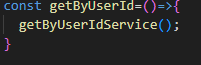 const getByUserId=()=>{
getByUserIdService();
}